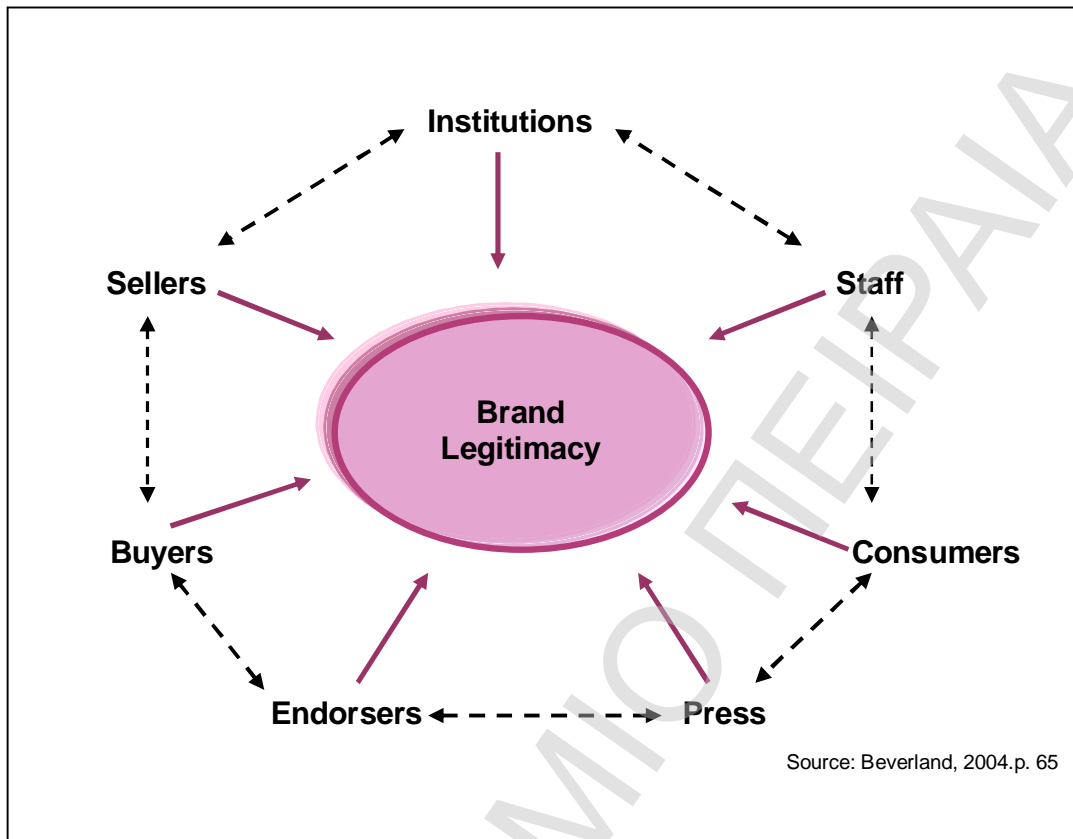 Institutions
Sellers
Staff
Brand
Legitimacy
Buyers
Consumers
Endorsers
Press
Source: Beverland, 2004.p. 65
ΜΙΟ ΠΕΙΡΑΙΑ